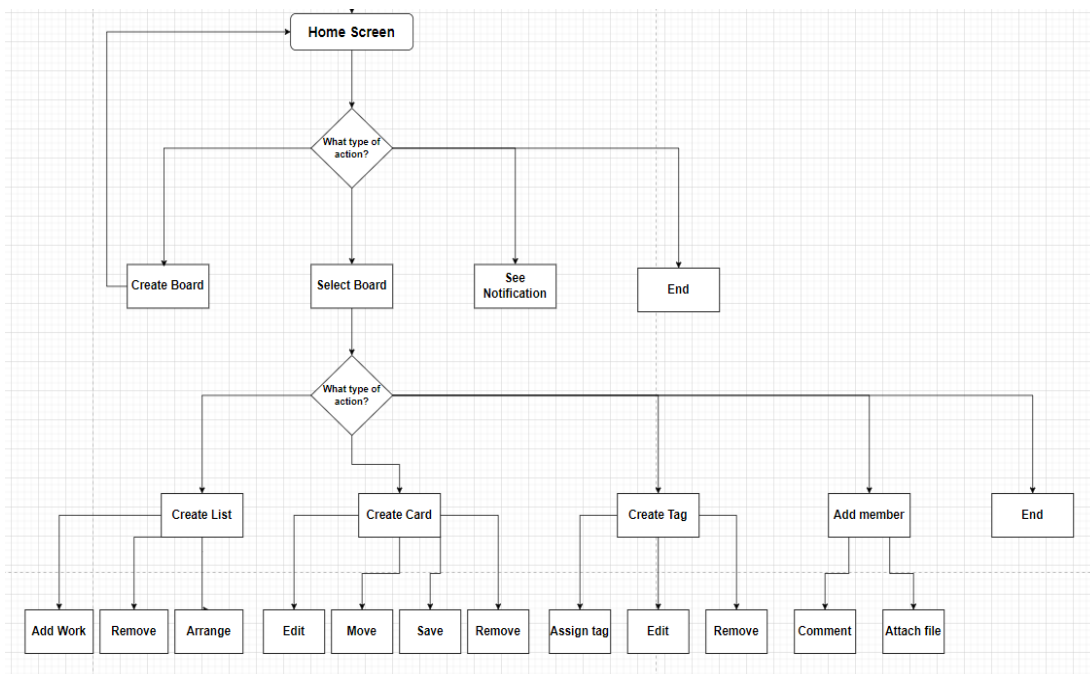 Home Screen
What type of
action?
Create Board
Select Board
See
Notification
End
What type of
action?
Create List
Create Card
Create Tag
Add member
End
Add Work
Remove
Arrange
Edit
Move
Save
Remove
Assign tag
Edit
Remove
Comment
Attach file